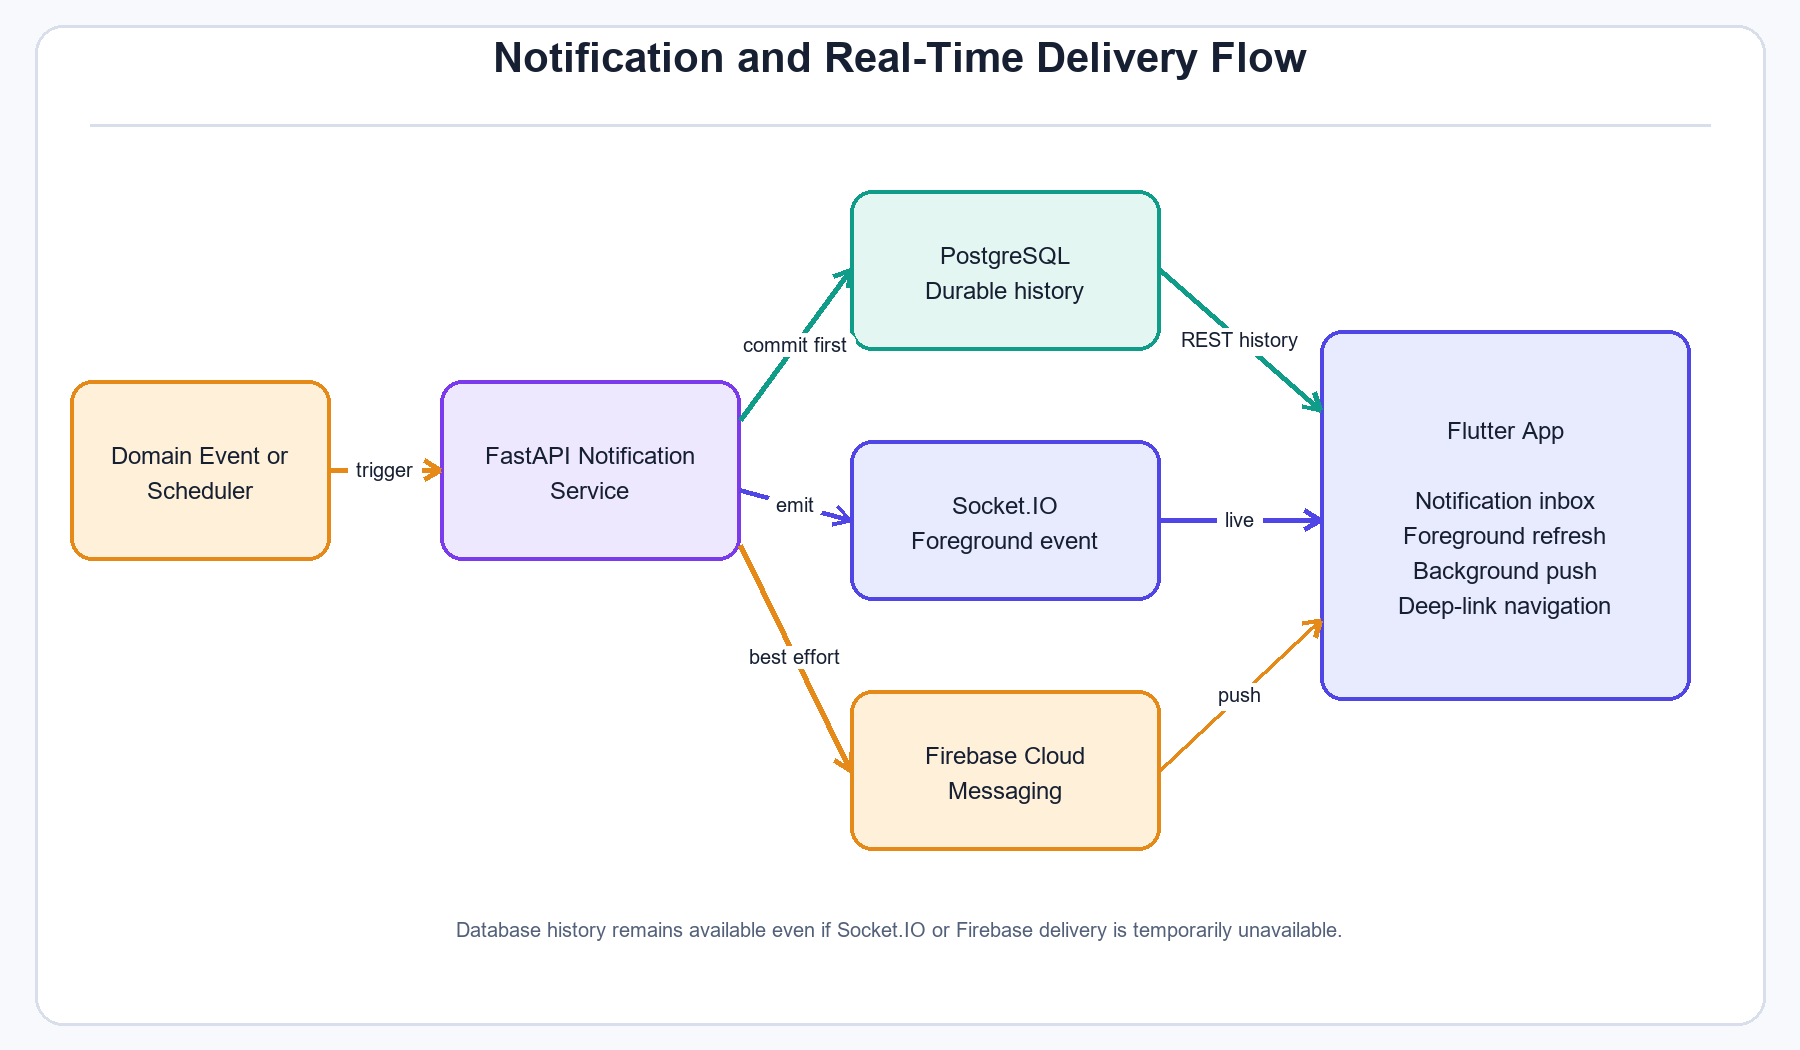 Notification and Real-Time Delivery Flow
Domain Event or
Scheduler
trigger
FastAPI Notification
Service
commit first
emit
best effort
PostgreSQL
Durable history
Socket.IO
Foreground event
Firebase Cloud
Messaging
REST history
live
push
Flutter App
Notification inbox
Foreground refresh
Background push
Deep-link navigation
Database history remains available even if Socket.IO or Firebase delivery is temporarily unavailable.